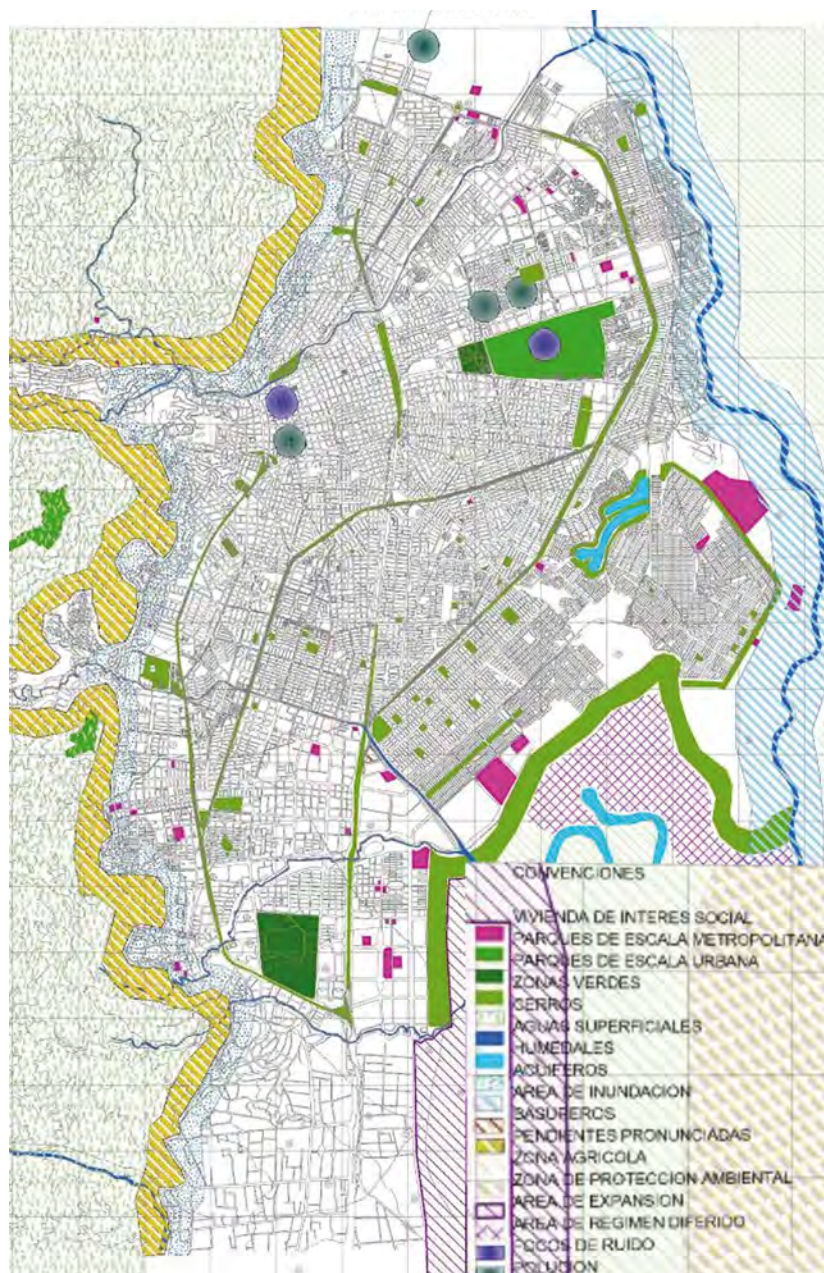 CONVENCIONES
VIVIENDA DE INTERES SOCIAL
PARQUES DE ESCALA METROPOLITANA
PARQUES DE ESCALA URBANA
ZONAS VERDES
CERROS
AGUAS SUPERFICIALES
HUMEDALES
ACUIFEROS
AREA DE INUNDACION
BASUREROS
PENDIENTES PRONUNCIADAS
ZONA AGRICOLA
ZONA DE PROTECCION AMBIENTAL
AREA DE EXPANSION
AREA DE REGIMEN DIFERIDO
FOCOS DE RUIDO
POLUCION